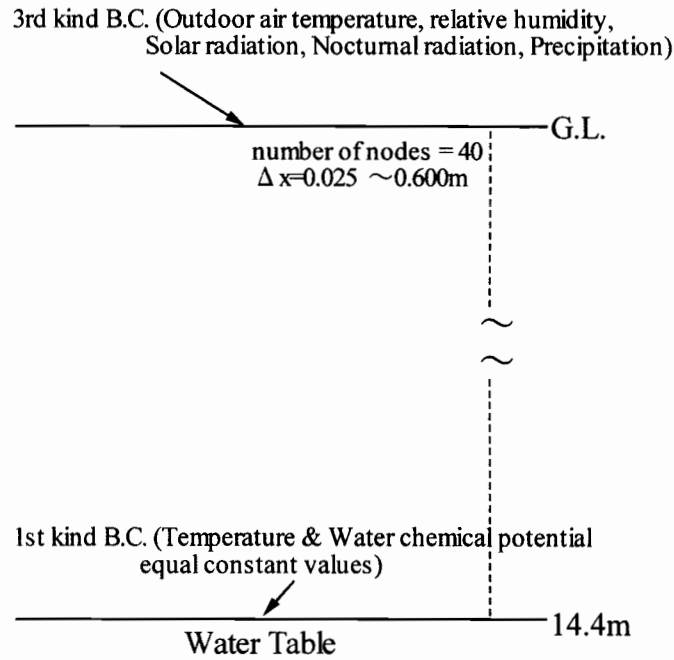 3rd kind B.C. (Outdoor air temperature, relative humidity,
Solar radiation, Nocturnal radiation, Precipitation)
G.L.
number of nodes = 40
Δ x=0.025 ～0.600m
1st kind B.C. (Temperature & Water chemical potential
equal constant values)
14.4m
Water Table